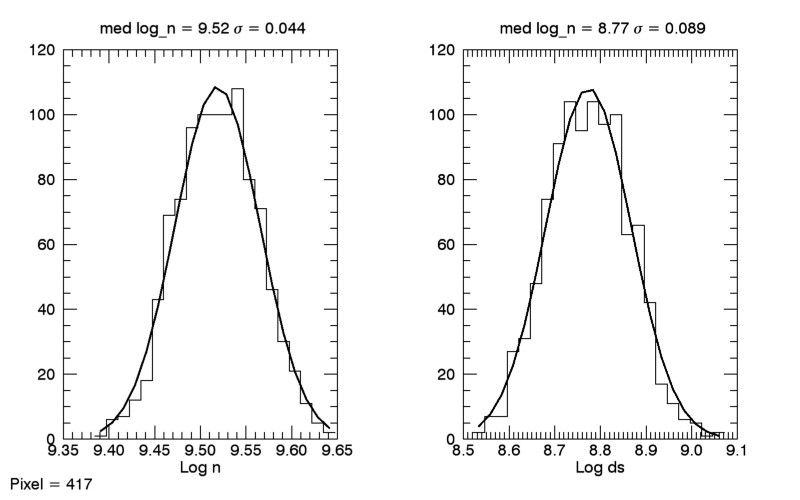 med log_n = 9.52 σ = 0.044
120
100
80
60
40
20
0
9.35 9.40 9.45 9.50 9.55 9.60 9.65
Log n
med log_n = 8.77 σ = 0.089
120
100
80
60
40
20
0
8.5 8.6 8.7 8.8 8.9 9.0 9.1
Log ds
Pixel = 417